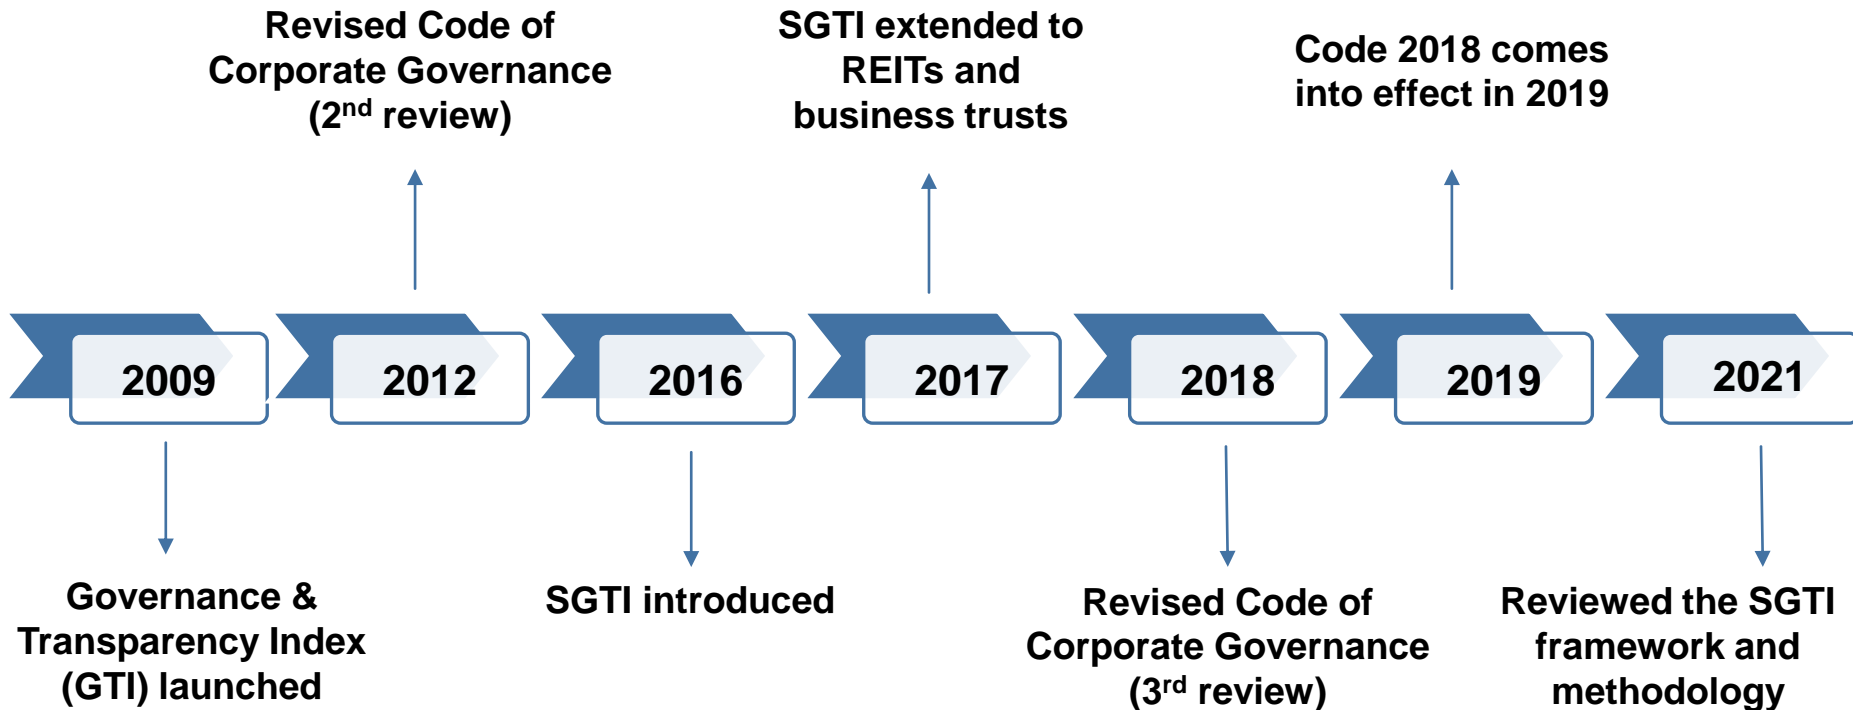 Revised Code of
Corporate Governance
(2nd review)
SGTI extended to
REITs and
business trusts
Code 2018 comes
into effect in 2019
2009
2012
2016
2017
2018
2019
2021
Governance &
Transparency Index
(GTI) launched
SGTI introduced
Revised Code of
Corporate Governance
(3rd review)
Reviewed the SGTI
framework and
methodology